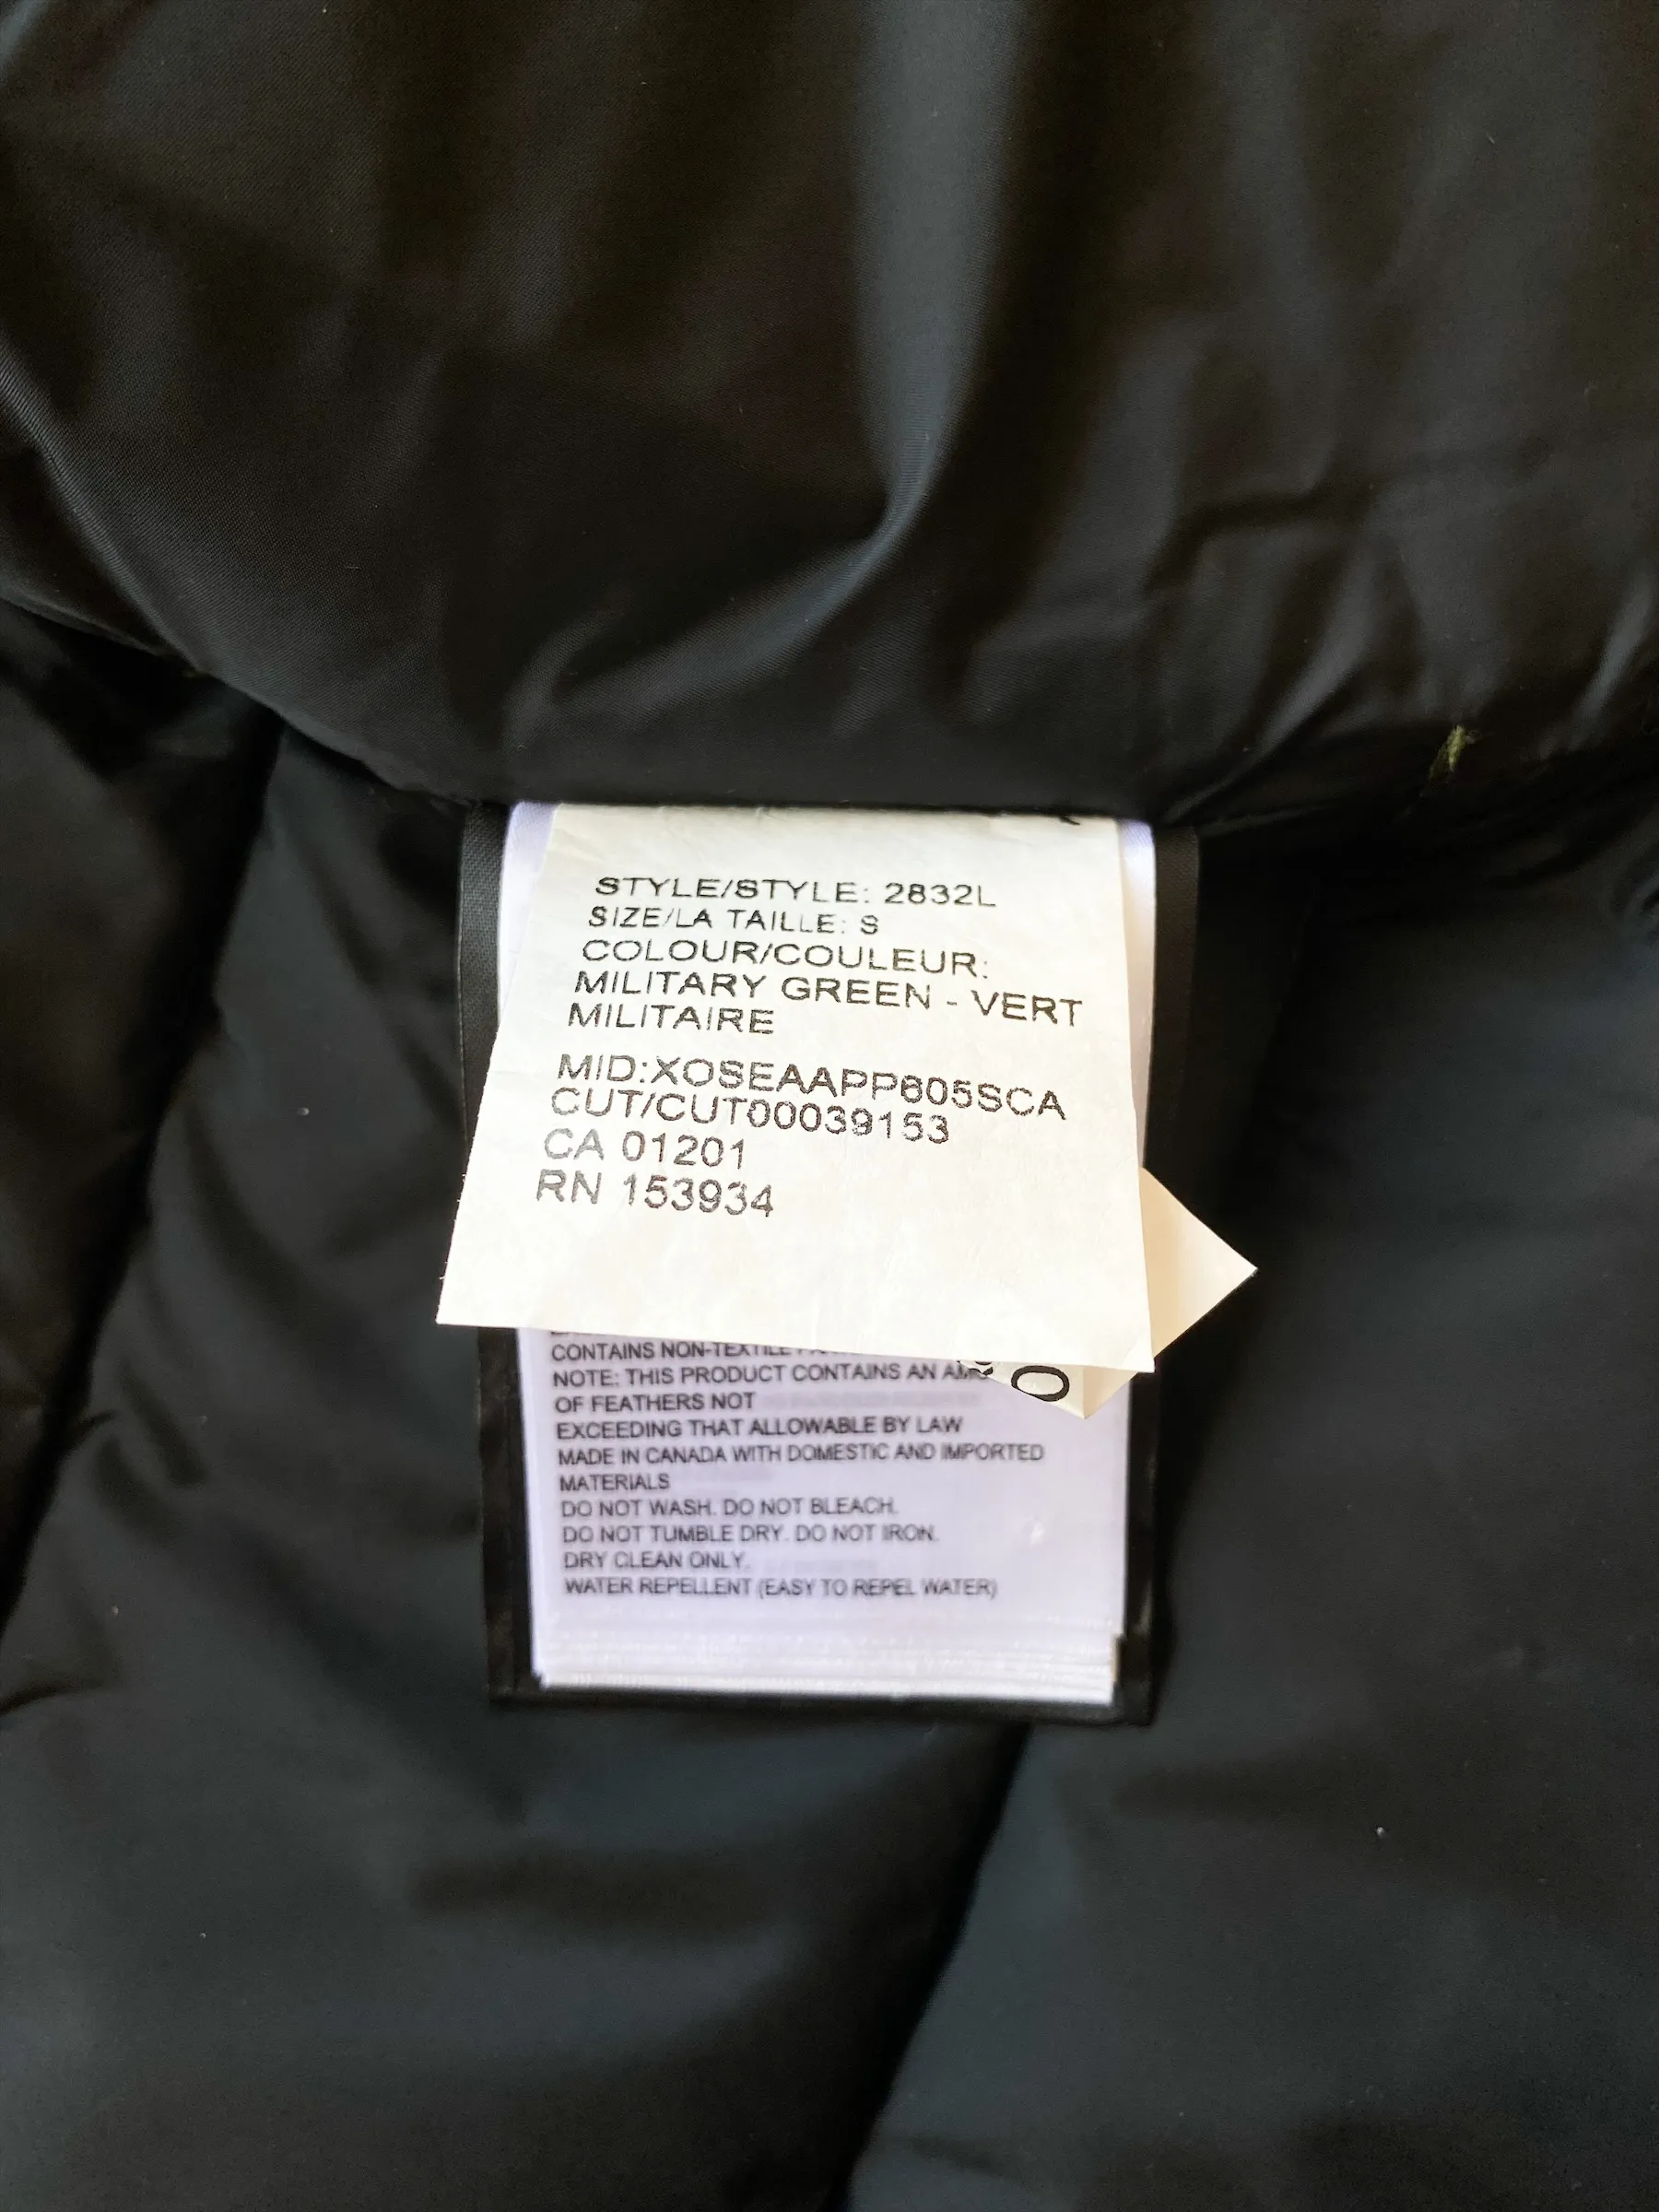 STYLE/STYLE: 2832L
SIZE/LA TAILLE: S
COLOUR/COULEUR:
MILITARY GREEN - VERT
MILITAIRE
MID:XOSEAAPP605SCA
CUT/CUT00039153
CA 01201
RN 153934
CONTAINS NON-TEXTILE
NOTE: THIS PRODUCT CONTAINS AN
OF FEATHERS NOT
EXCEEDING THAT ALLOWABLE BY LAW
MADE IN CANADA WITH DOMESTIC AND IMPORTED
MATERIALS
DO NOT WASH. DO NOT BLEACH.
DO NOT TUMBLE DRY. DO NOT IRON.
DRY CLEAN ONLY.
WATER REPELLENT (EASY TO REPEL WATER)